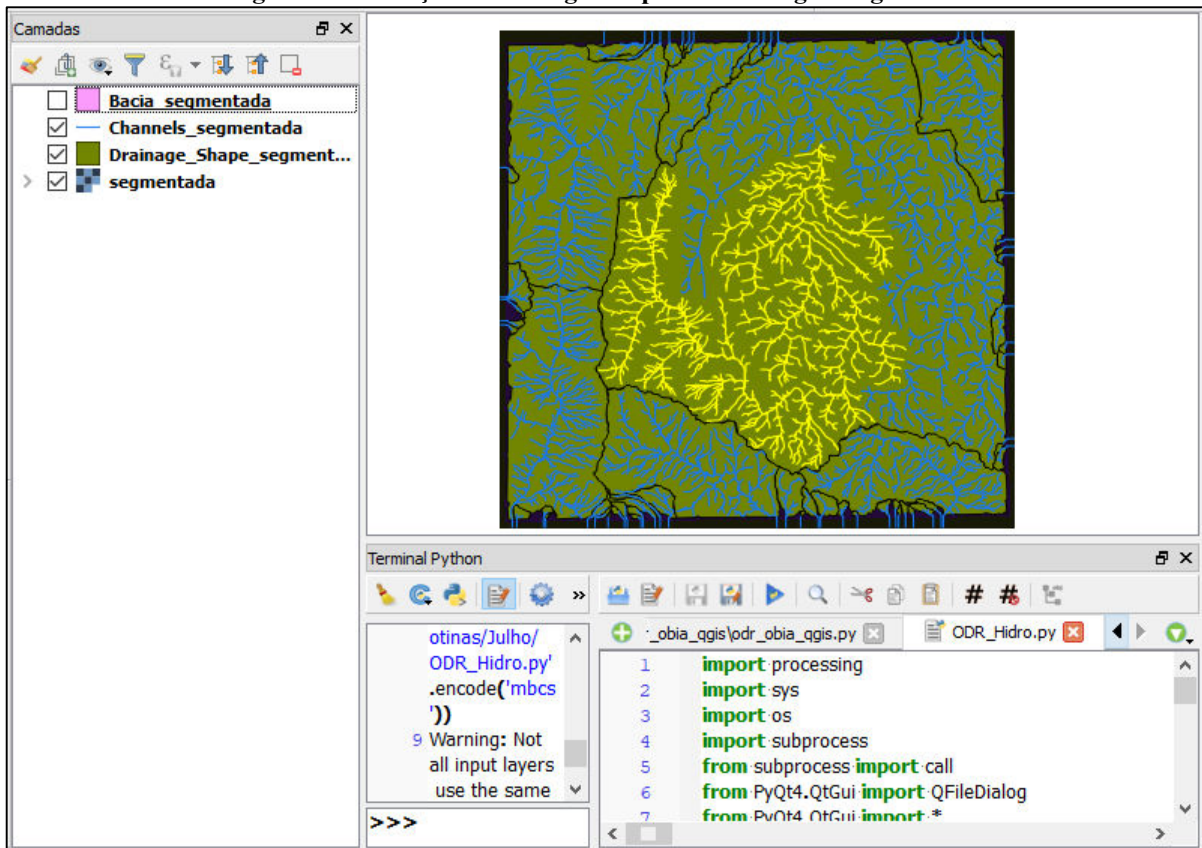 Camadas
Bacia_segmentada
Channels_segmentada
Drainage_Shape_segment...
segmentada
Terminal Python
otinas/Julho/
ODR_Hidro.py'
.encode('mbcs
'))
9 Warning: Not
all input layers
use the same
>>>
_obia_qgis\odr_obia_qgis.py
ODR_Hidro.py
1 import processing
2 import sys
3 import os
4 import subprocess
5 from subprocess import call
6 from PyQt4.QtGui import QFileDialog
7 from PyQt4.QtGui import *